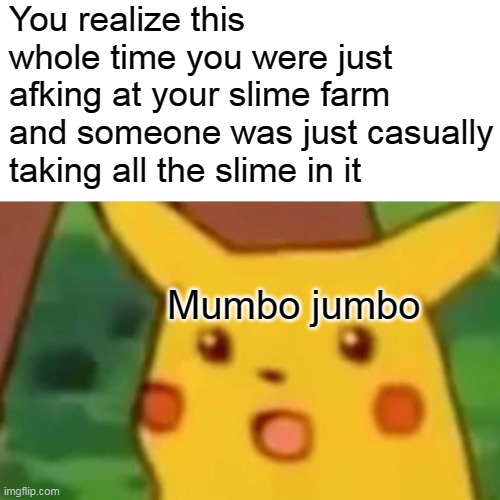 You realize this
whole time you were just
afking at your slime farm
and someone was just casually
taking all the slime in it
Mumbo jumbo
imgflip.com